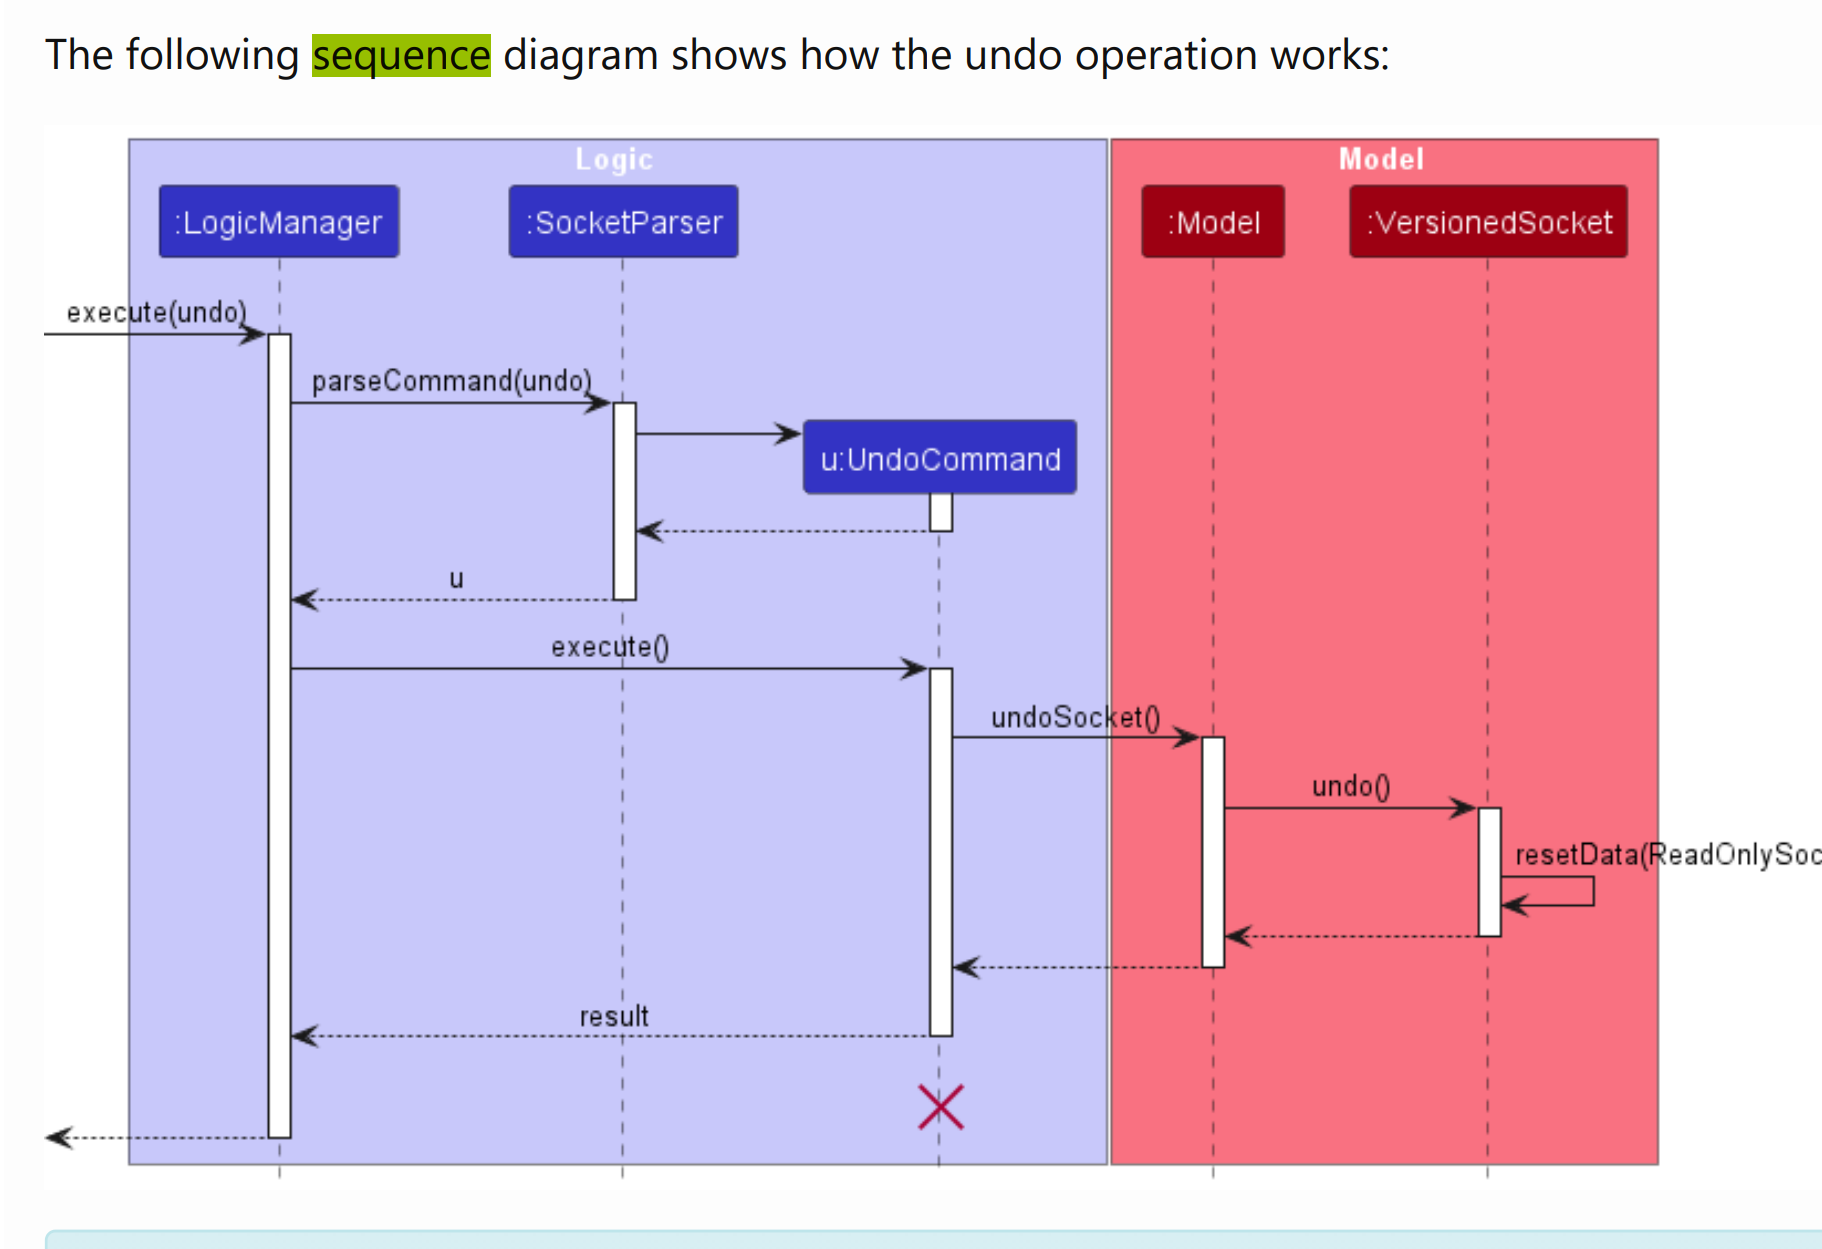 The following sequence diagram shows how the undo operation works:
Logic
Model
:LogicManager
:SocketParser
:Model
:VersionedSocket
execute(undo)
parseCommand(undo)
u:UndoCommand
u
execute()
undoSocket()
undo()
resetData(ReadOnlySoc
result